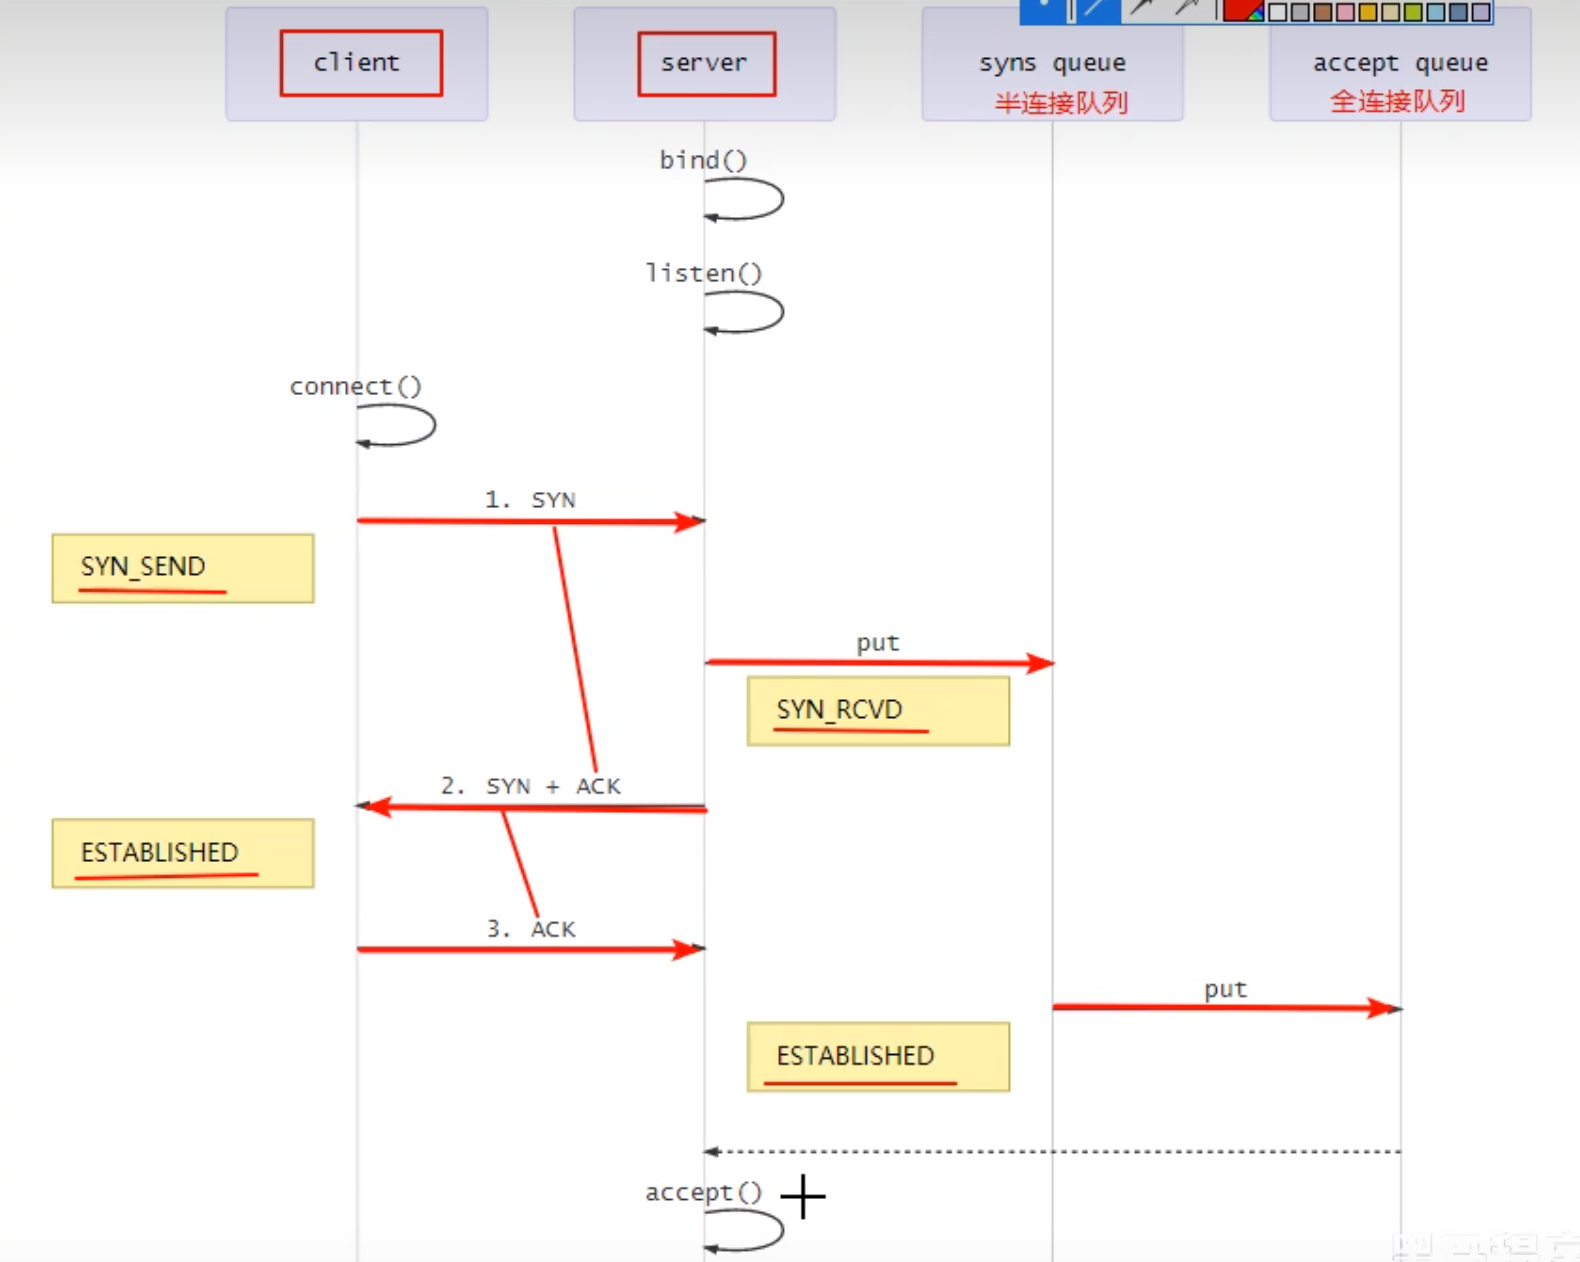 client
server
syns queue
半连接队列
accept queue
全连接队列
bind()
listen()
connect()
1. SYN
SYN_SEND
put
SYN_RCVD
2. SYN + ACK
ESTABLISHED
3. ACK
put
ESTABLISHED
accept()